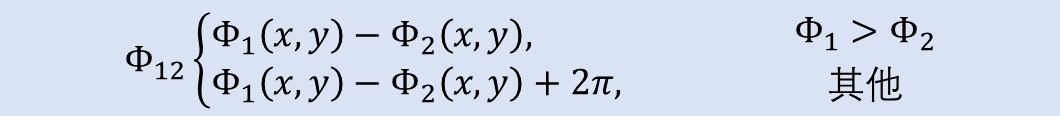 Φ₁₂ { Φ₁(x, y) − Φ₂(x, y), Φ₁ > Φ₂
Φ₁(x, y) − Φ₂(x, y) + 2π, 其他